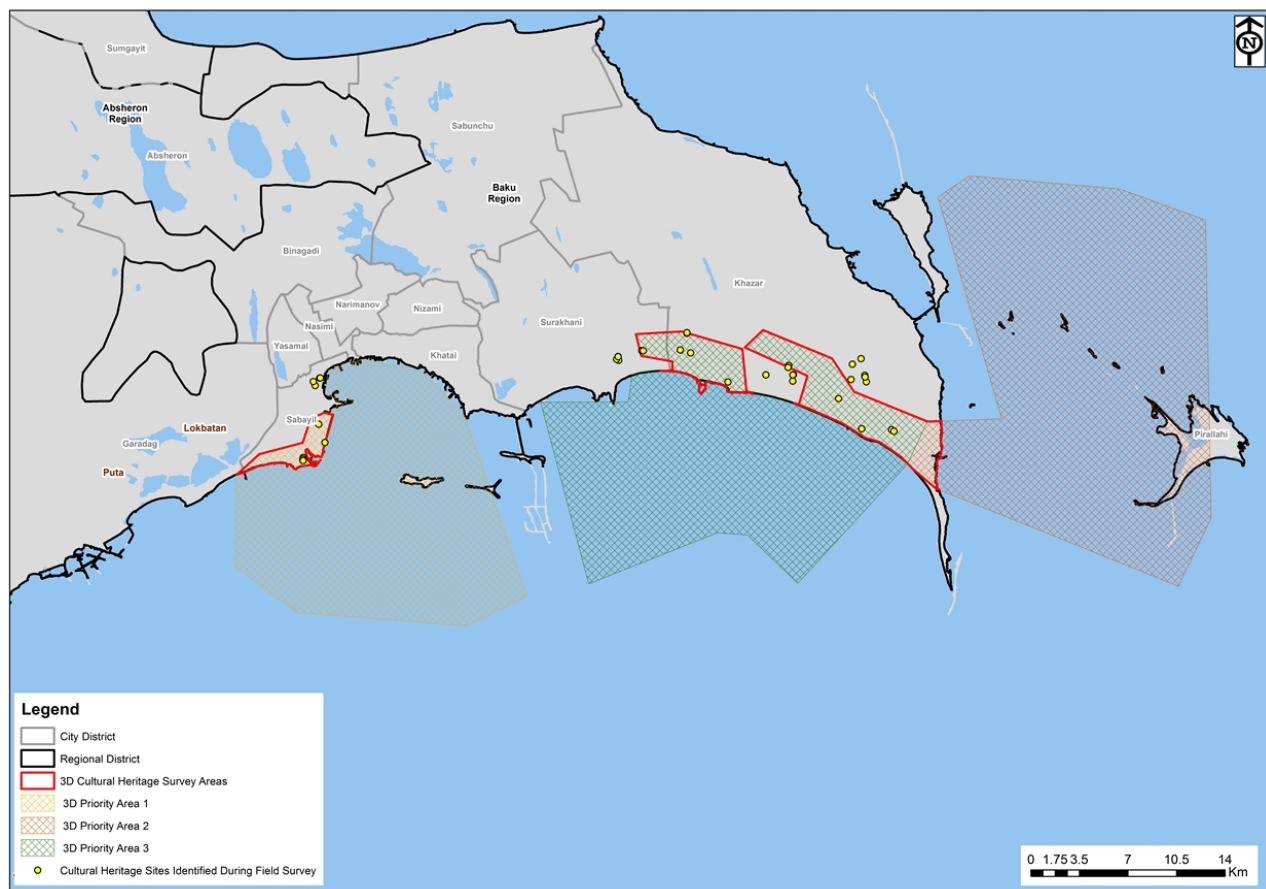 N
Sumgayit
Absheron
Region
Absheron
Sabunchu
Baku
Region
Binagadi
Khazar
Narimanov
Nizami
Nasimi
Surakhani
Yasamal
Khatai
Sabayil
Lokbatan
Garadag
Puta
Pirallahi
Legend
City District
Regional District
3D Cultural Heritage Survey Areas
3D Priority Area 1
3D Priority Area 2
3D Priority Area 3
Cultural Heritage Sites Identified During Field Survey
0 1.75 3.5 7 10.5 14
Km